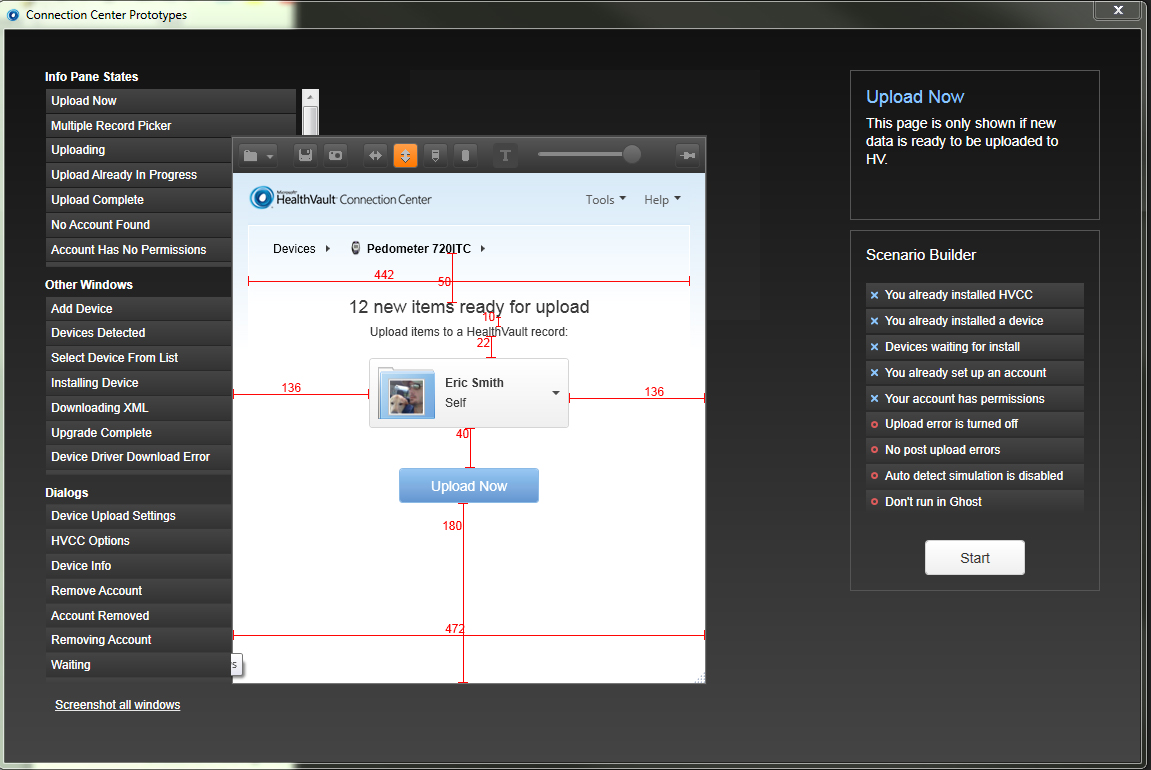 Connection Center Prototypes
Info Pane States
Upload Now
Multiple Record Picker
Uploading
Upload Already In Progress
Upload Complete
No Account Found
Account Has No Permissions
Other Windows
Add Device
Devices Detected
Select Device From List
Installing Device
Downloading XML
Upgrade Complete
Device Driver Download Error
Dialogs
Device Upload Settings
HVCC Options
Device Info
Remove Account
Account Removed
Removing Account
Waiting
Screenshot all windows
T
Microsoft®
HealthVault Connection Center
Tools
Help
Devices
Pedometer 720ITC
442
50
12 new items ready for upload
10
Upload items to a HealthVault record:
22
136
Eric Smith
Self
136
40
Upload Now
180
472
s
Upload Now
This page is only shown if new
data is ready to be uploaded to
HV.
Scenario Builder
You already installed HVCC
You already installed a device
Devices waiting for install
You already set up an account
Your account has permissions
Upload error is turned off
No post upload errors
Auto detect simulation is disabled
Don't run in Ghost
Start